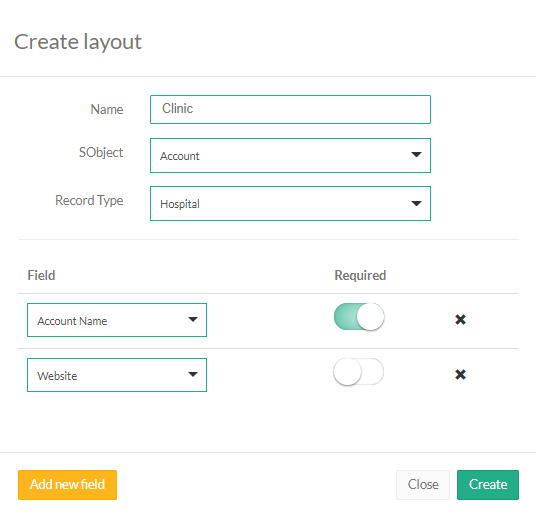 Create layout
Name Clinic
SObject Account
Record Type Hospital
Field Required
Account Name
Website
Add new field Close Create